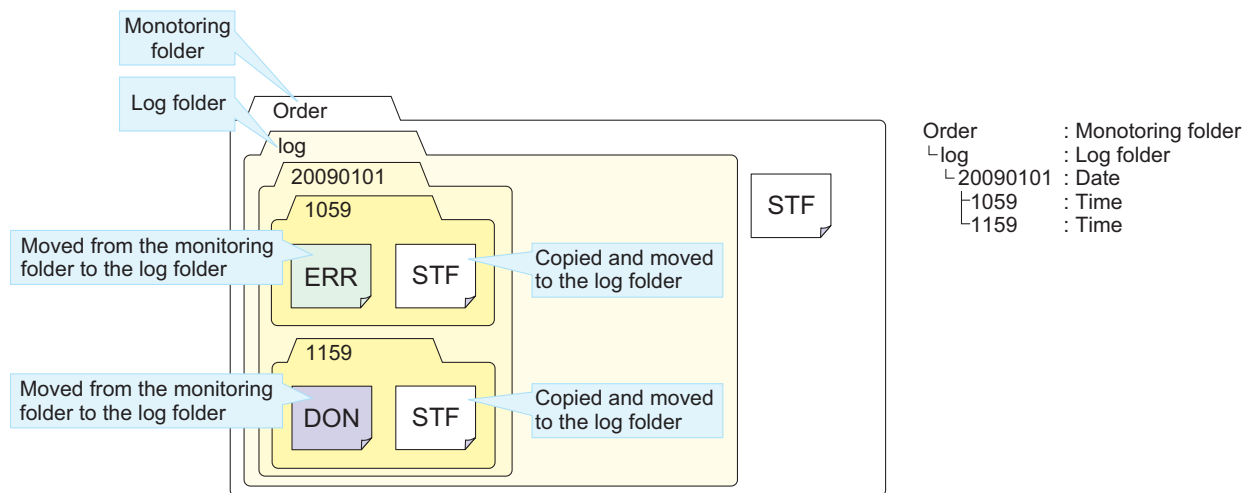 Monotoring
folder
Log folder
Order
log
20090101
1059
Moved from the monitoring
folder to the log folder
ERR
STF
Copied and moved
to the log folder
1159
Moved from the monitoring
folder to the log folder
DON
STF
Copied and moved
to the log folder
STF
Order : Monotoring folder
log : Log folder
20090101 : Date
1059 : Time
1159 : Time